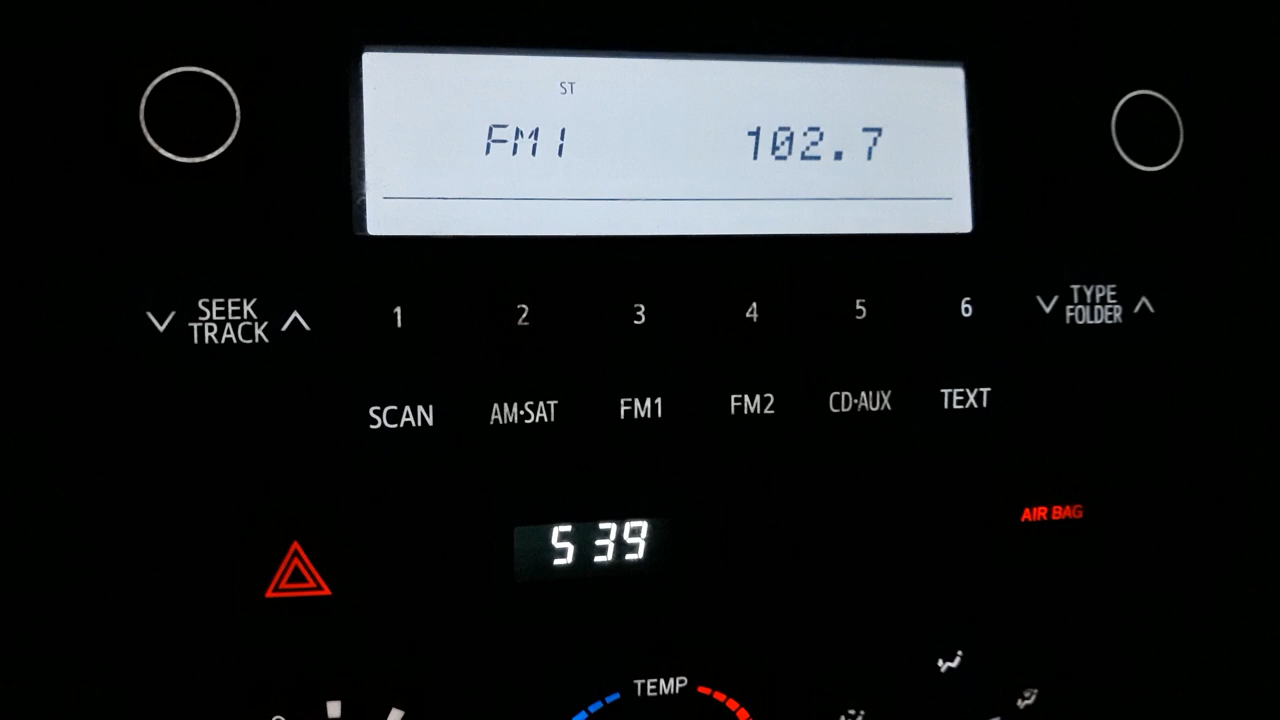 ST
FM1 102.7
SEEK TRACK 1 2 3 4 5 6 TYPE FOLDER
SCAN AM·SAT FM1 FM2 CD·AUX TEXT
AIR BAG
5 39
TEMP